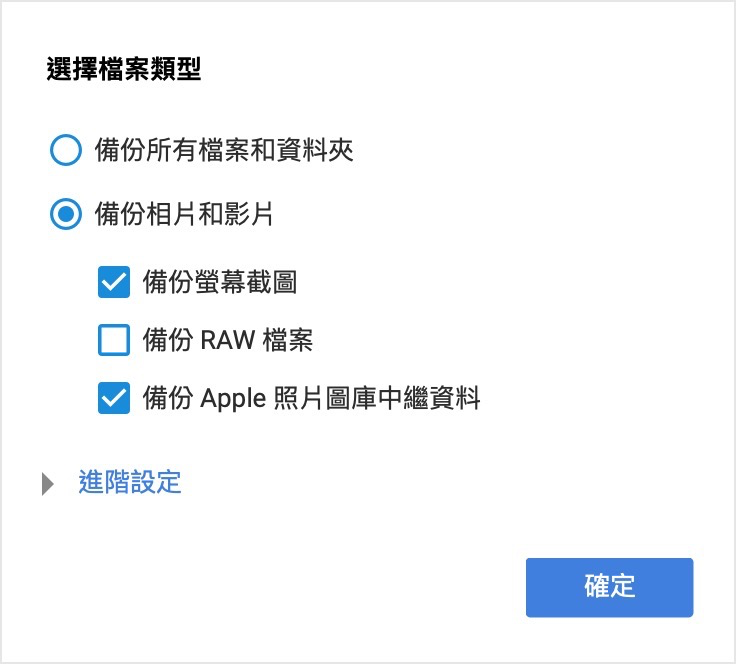 選擇檔案類型
備份所有檔案和資料夾
備份相片和影片
備份螢幕截圖
備份 RAW 檔案
備份 Apple 照片圖庫中繼資料
進階設定
確定